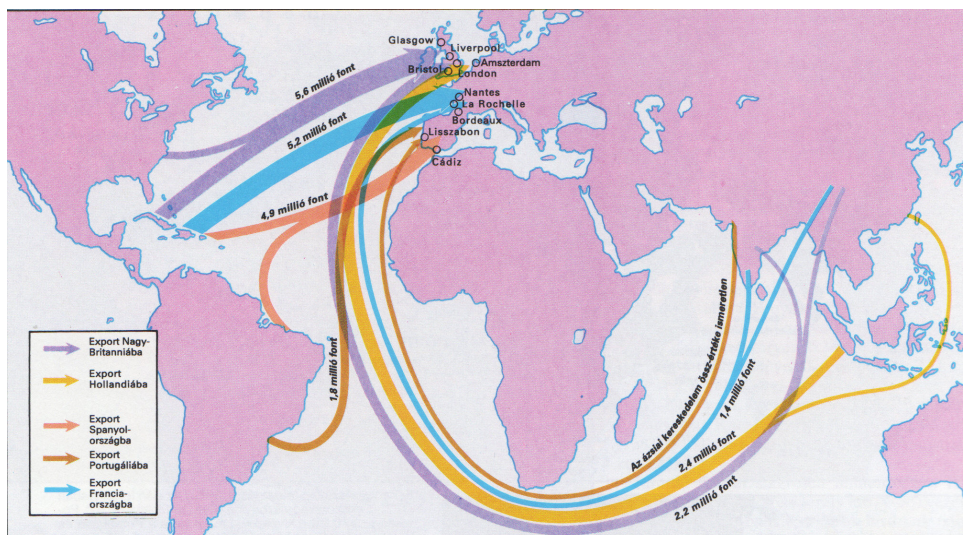 Glasgow
Liverpool
Amszterdam
Bristol
London
Nantes
La Rochelle
Bordeaux
Lisszabon
Cádiz
5,6 millió font
5,2 millió font
4,9 millió font
1,8 millió font
Az ázsiai kereskedelem össz-értéke ismeretlen
1,4 millió font
2,4 millió font
2,2 millió font
Export Nagy-
Britanniába
Export
Hollandiába
Export
Spanyol-
országba
Export
Portugáliába
Export
Francia-
országba